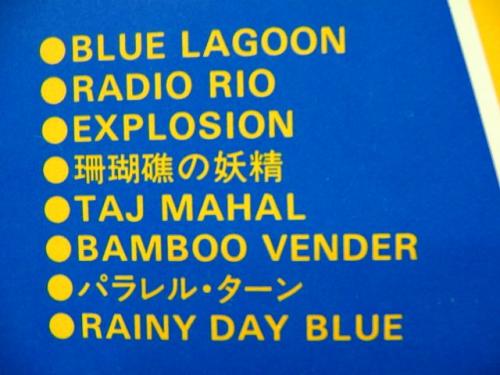 ●BLUE LAGOON
●RADIO RIO
●EXPLOSION
●珊瑚礁の妖精
●TAJ MAHAL
●BAMBOO VENDER
●パラレル・ターン
●RAINY DAY BLUE